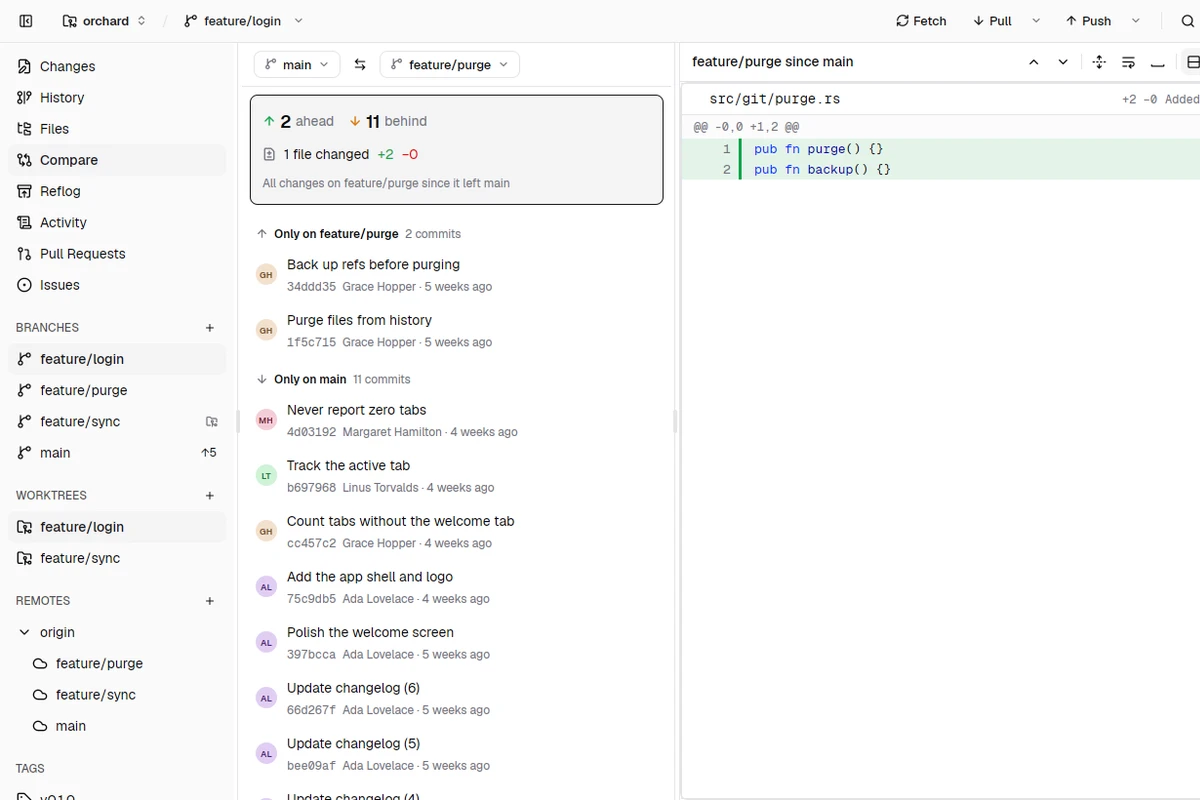 orchard
feature/login
Fetch
Pull
Push
Changes
History
Files
Compare
Reflog
Activity
Pull Requests
Issues
BRANCHES
feature/login
feature/purge
feature/sync
main ↑5
WORKTREES
feature/login
feature/sync
REMOTES
origin
feature/purge
feature/sync
main
TAGS
main
feature/purge
↑ 2 ahead ↓ 11 behind
1 file changed +2 −0
All changes on feature/purge since it left main
↑ Only on feature/purge 2 commits
GH
Back up refs before purging
34ddd35 Grace Hopper · 5 weeks ago
GH
Purge files from history
1f5c715 Grace Hopper · 5 weeks ago
↓ Only on main 11 commits
MH
Never report zero tabs
4d03192 Margaret Hamilton · 4 weeks ago
LT
Track the active tab
b697968 Linus Torvalds · 4 weeks ago
GH
Count tabs without the welcome tab
cc457c2 Grace Hopper · 4 weeks ago
AL
Add the app shell and logo
75c9db5 Ada Lovelace · 4 weeks ago
AL
Polish the welcome screen
397bcca Ada Lovelace · 5 weeks ago
AL
Update changelog (6)
66d267f Ada Lovelace · 5 weeks ago
AL
Update changelog (5)
bee09af Ada Lovelace · 5 weeks ago
Update changelog (4)
feature/purge since main
src/git/purge.rs +2 −0 Added
@@ -0,0 +1,2 @@
1 pub fn purge() {}
2 pub fn backup() {}